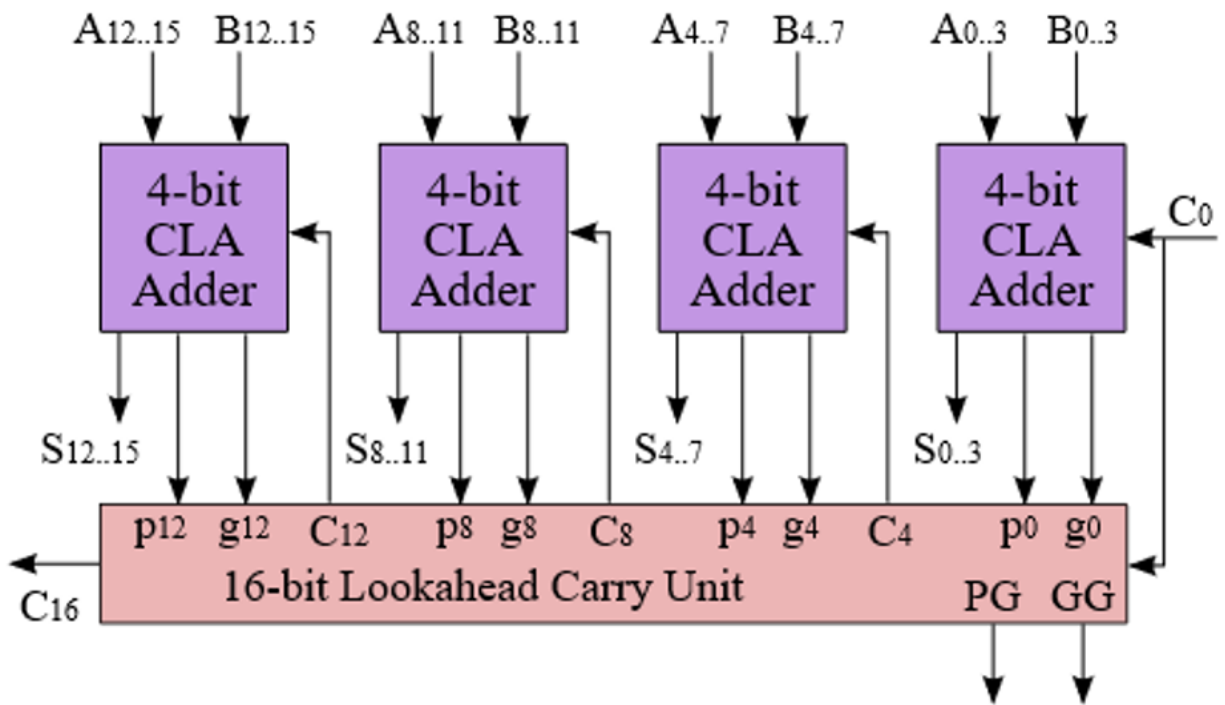 A12..15 B12..15 A8..11 B8..11 A4..7 B4..7 A0..3 B0..3
4-bit CLA Adder
4-bit CLA Adder
4-bit CLA Adder
4-bit CLA Adder
C0
S12..15 S8..11 S4..7 S0..3
p12 g12 C12 p8 g8 C8 p4 g4 C4 p0 g0
16-bit Lookahead Carry Unit
PG GG
C16